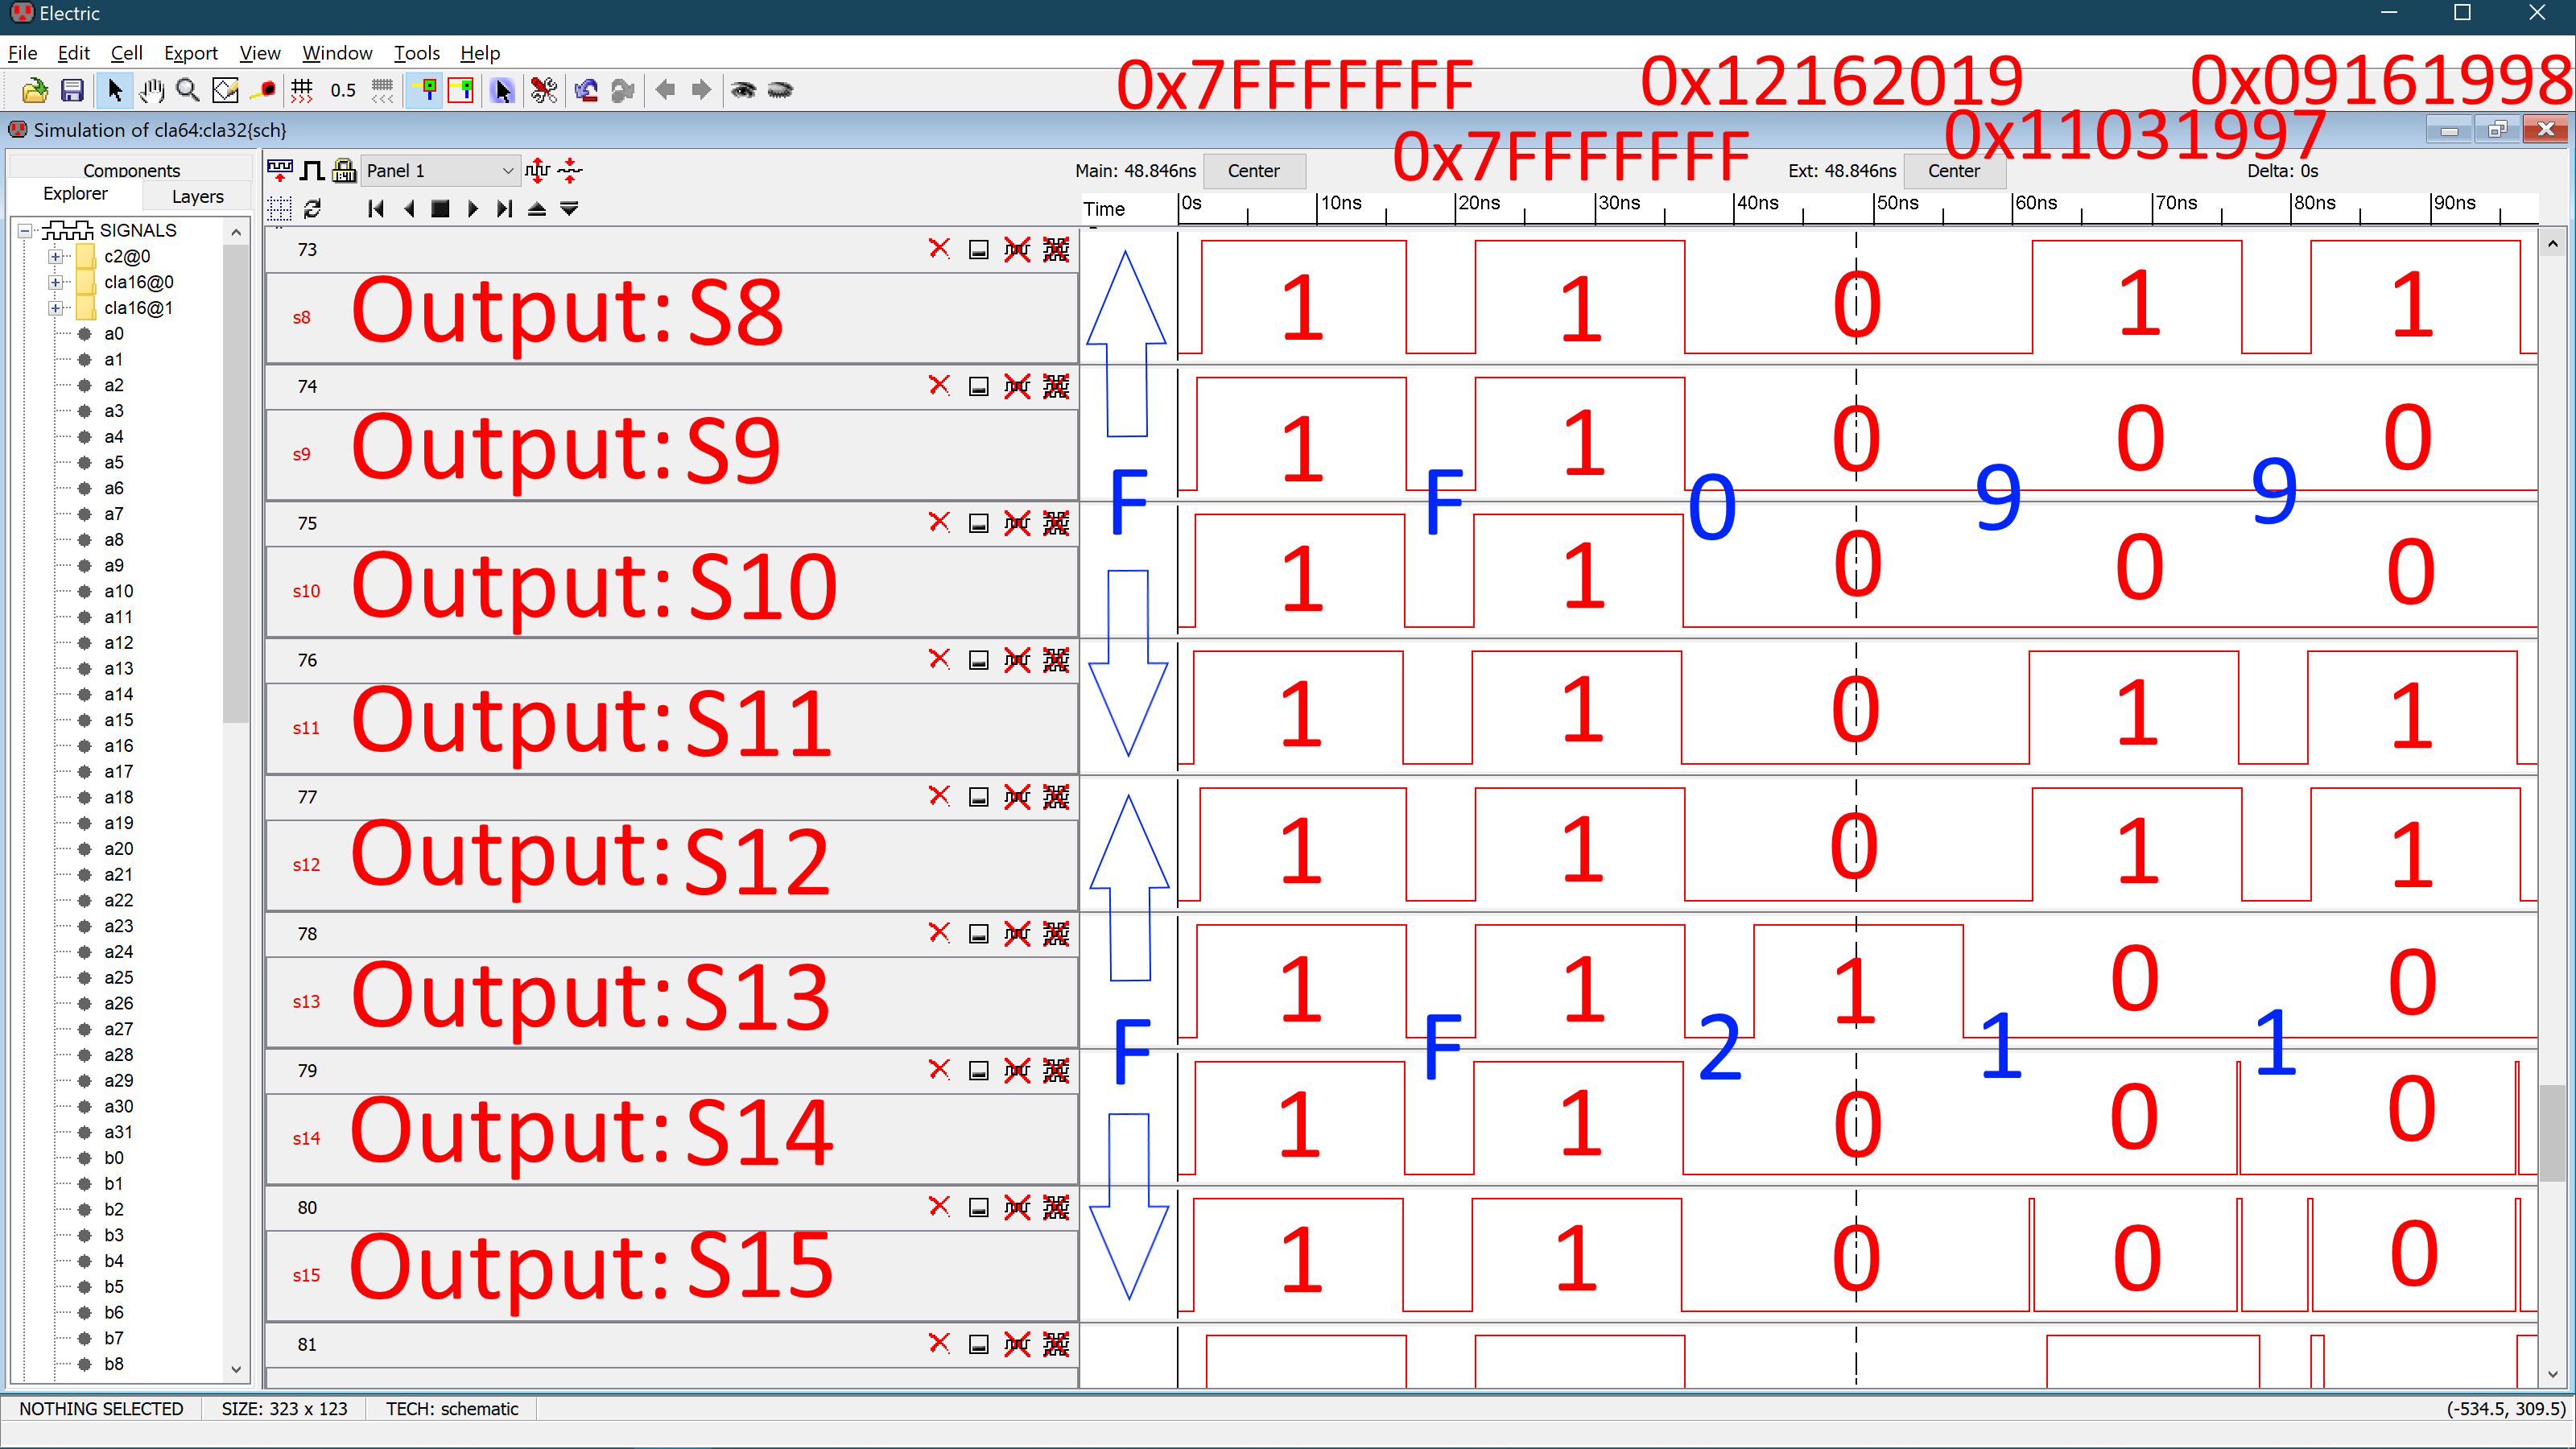 Electric
File Edit Cell Export View Window Tools Help
0x7FFFFFFF 0x12162019 0x09161998
0.5
0x7FFFFFFF 0x11031997
Simulation of cla64:cla32{sch}
Components
Explorer Layers
Panel 1
Main: 48.846ns Center Ext: 48.846ns Center Delta: 0s
Time 0s 10ns 20ns 30ns 40ns 50ns 60ns 70ns 80ns 90ns
SIGNALS
c2@0
cla16@0
cla16@1
a0
a1
a2
a3
a4
a5
a6
a7
a8
a9
a10
a11
a12
a13
a14
a15
a16
a17
a18
a19
a20
a21
a22
a23
a24
a25
a26
a27
a28
a29
a30
a31
b0
b1
b2
b3
b4
b5
b6
b7
b8
73
s8 Output: S8 1 1 0 1 1
74
s9 Output: S9 1 1 0 0 0
F F 0 9 9
75
s10 Output: S10 1 1 0 0 0
76
s11 Output: S11 1 1 0 1 1
77
s12 Output: S12 1 1 0 1 1
78
s13 Output: S13 1 1 1 0 0
F F 2 1 1
79
s14 Output: S14 1 1 0 0 0
80
s15 Output: S15 1 1 0 0 0
81
NOTHING SELECTED SIZE: 323 x 123 TECH: schematic (-534.5, 309.5)